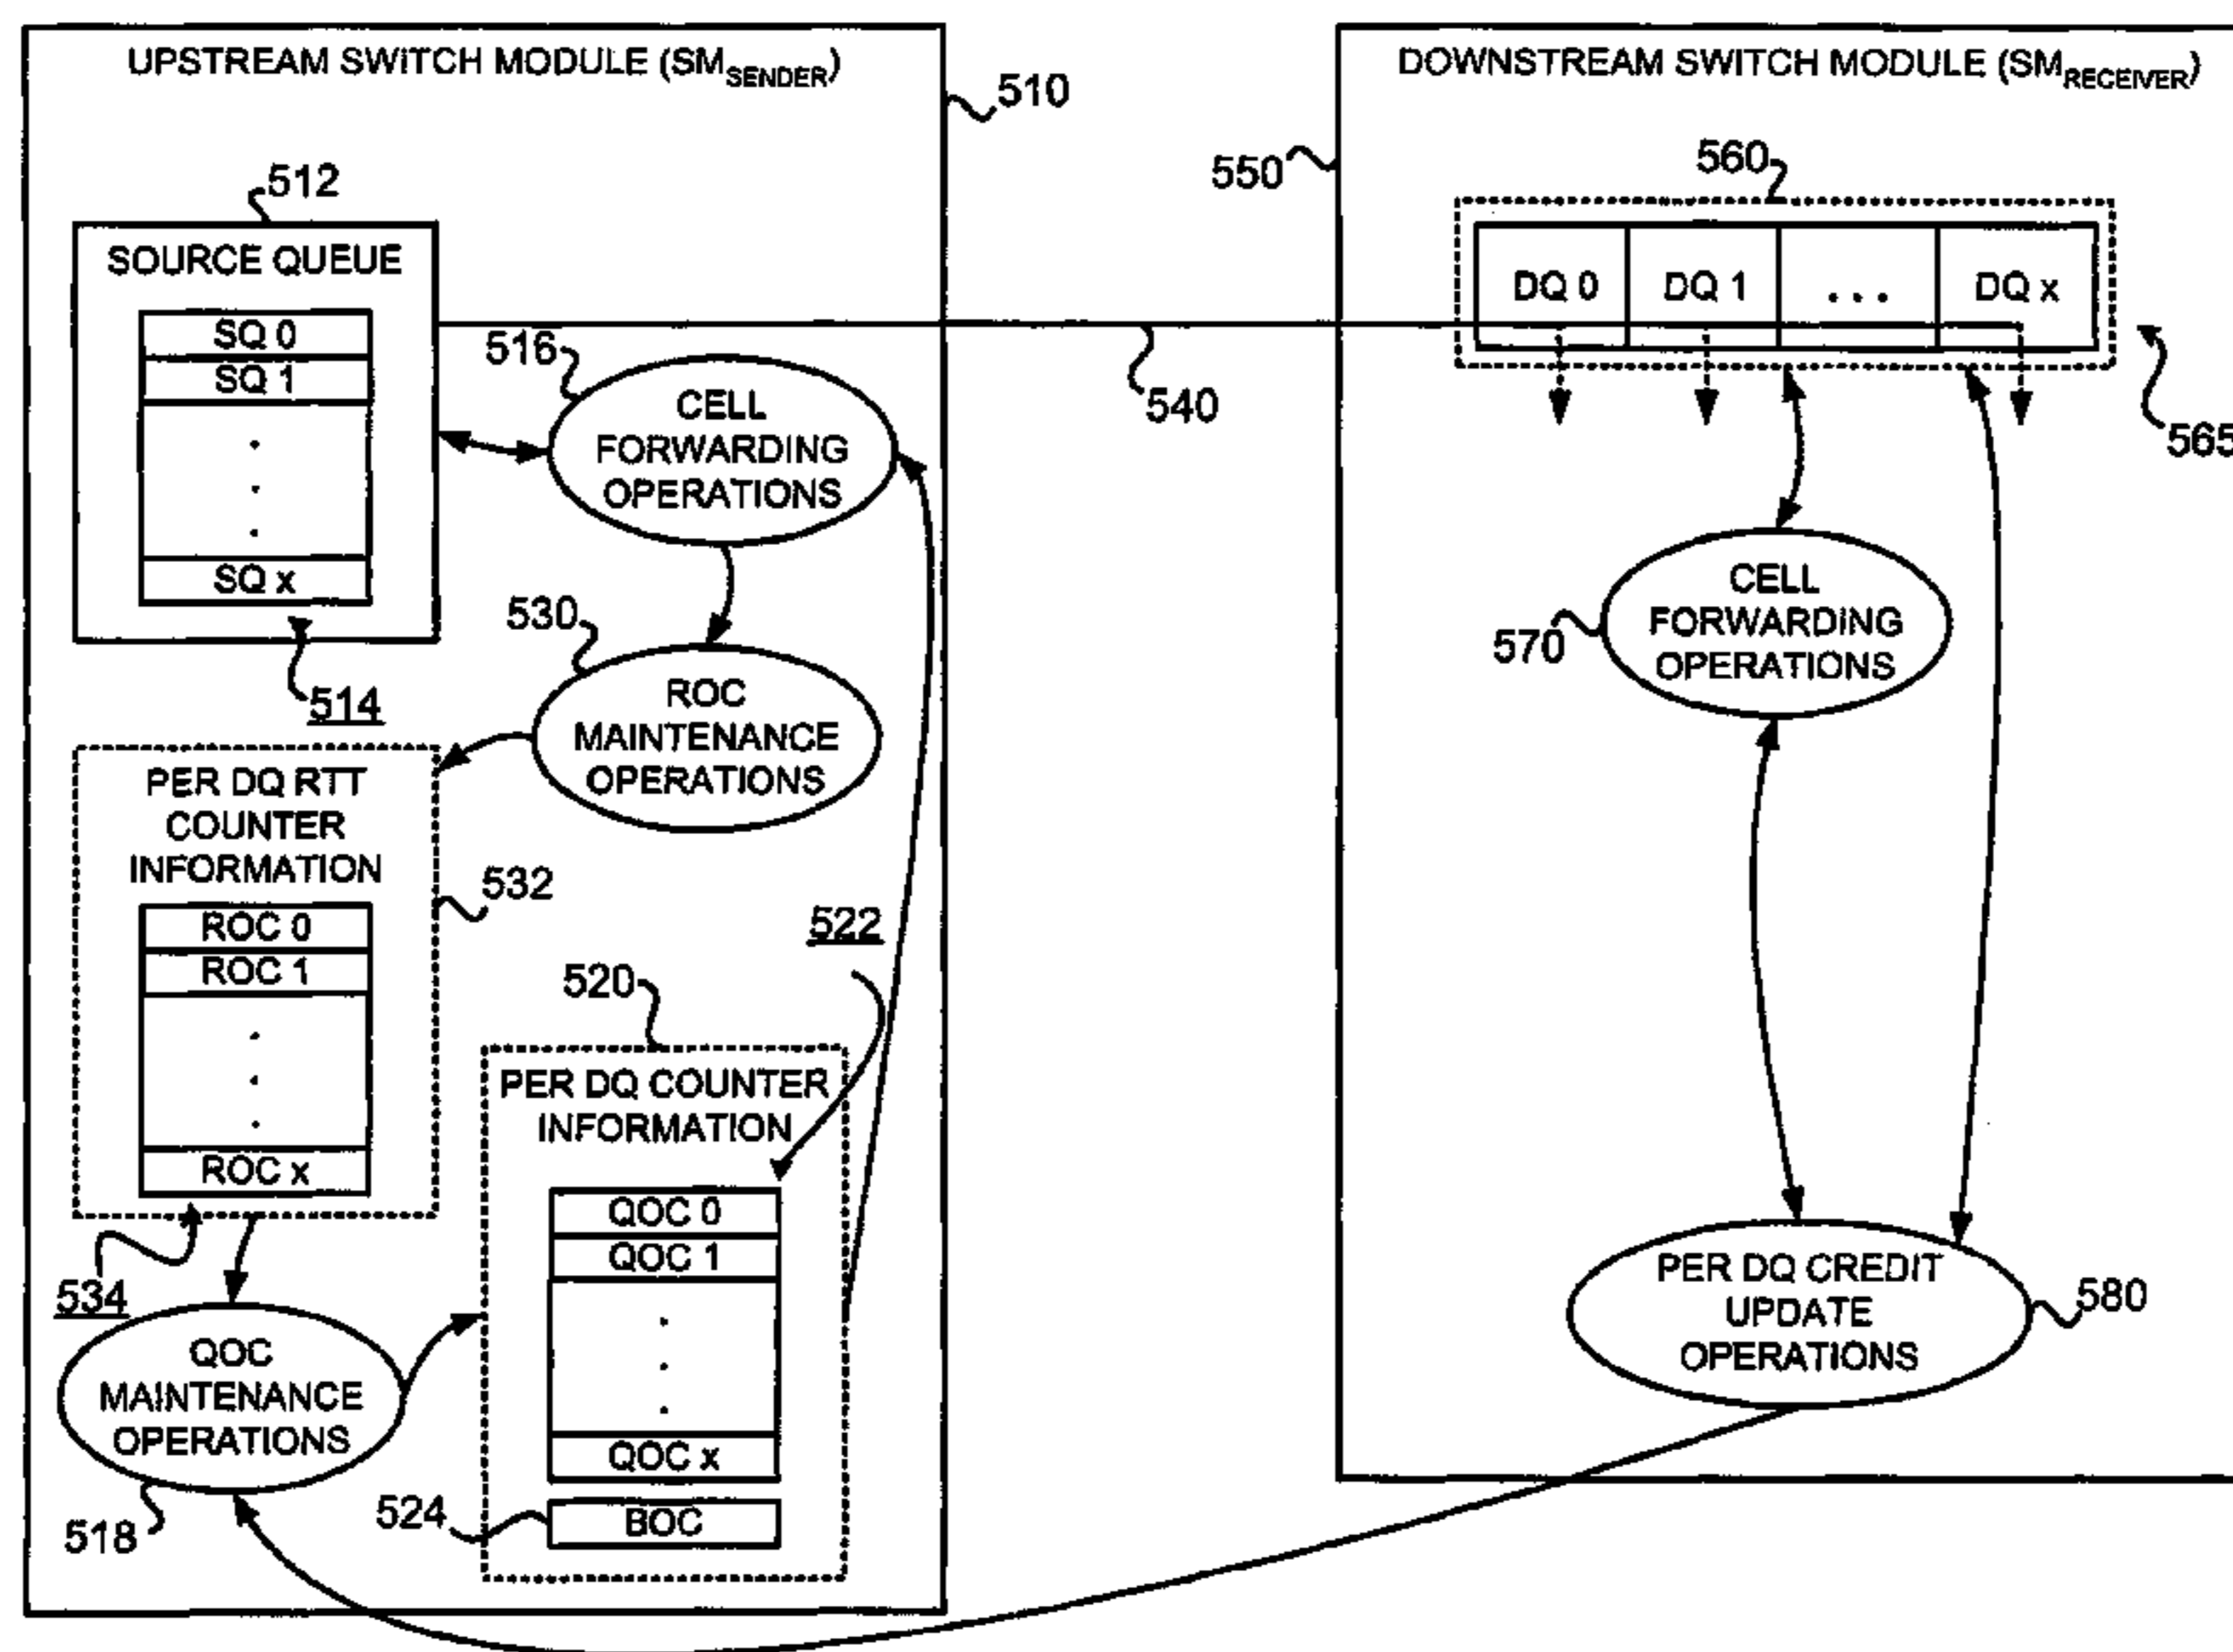 UPSTREAM SWITCH MODULE (SMSENDER)
510
512
SOURCE QUEUE
SQ 0
SQ 1
.
.
.
SQ x
514
516
CELL
FORWARDING
OPERATIONS
530
ROC
MAINTENANCE
OPERATIONS
PER DQ RTT
COUNTER
INFORMATION
532
ROC 0
ROC 1
.
.
.
ROC x
534
522
520
PER DQ COUNTER
INFORMATION
QOC 0
QOC 1
.
.
.
QOC x
524
BOC
QOC
MAINTENANCE
OPERATIONS
518
540
DOWNSTREAM SWITCH MODULE (SMRECEIVER)
550
560
DQ 0
DQ 1
. . .
DQ x
565
570
CELL
FORWARDING
OPERATIONS
PER DQ CREDIT
UPDATE
OPERATIONS
580